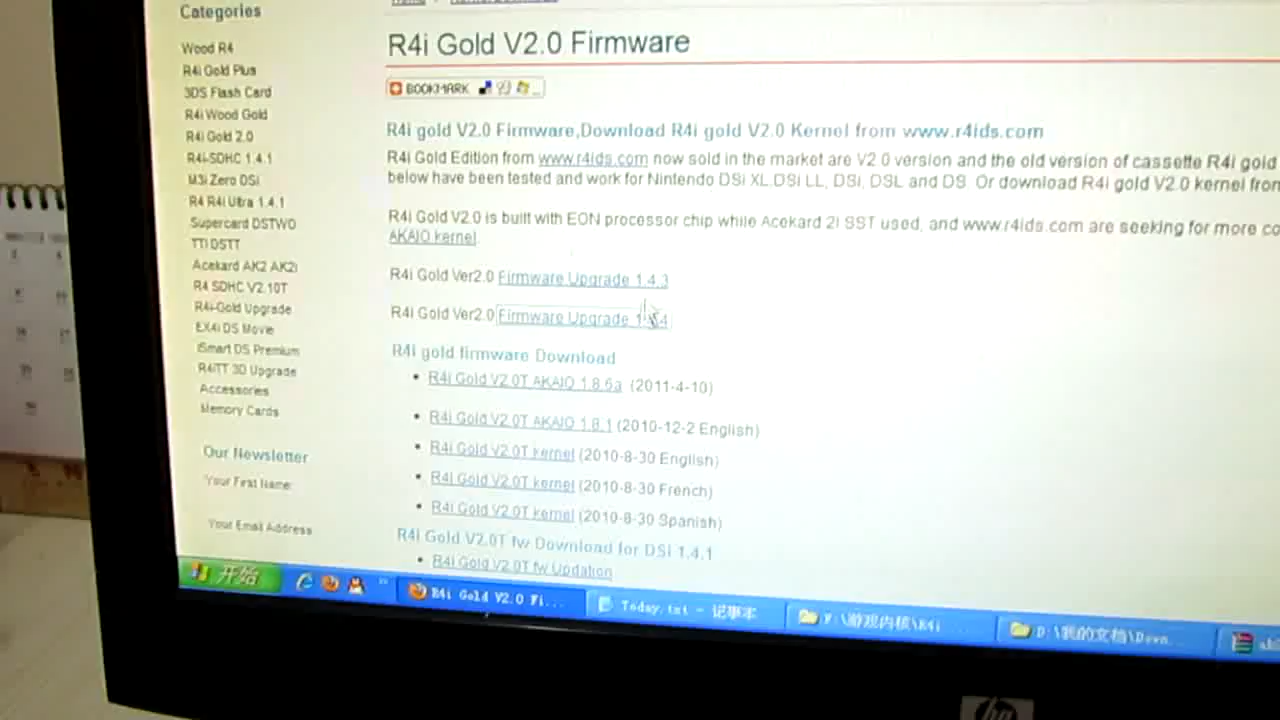 Categories
Wood R4
R4i Gold Plus
3DS Flash Card
R4i Wood Gold
R4i Gold 2.0
R4i-SDHC 1.4.1
M3i Zero DSi
R4 R4i Ultra 1.4.1
Supercard DSTWO
TTi DSTT
Acekard AK2 AK2i
R4 SDHC V2.10T
R4i-Gold Upgrade
EX4i DS Movie
iSmart DS Premium
R4iTT 3D Upgrade
Accessories
Memory Cards
Our Newsletter
Your First Name:
Your Email Address
R4i Gold V2.0 Firmware
BOOKMARK
R4i gold V2.0 Firmware,Download R4i gold V2.0 Kernel from www.r4ids.com
R4i Gold Edition from www.r4ids.com now sold in the market are V2.0 version and the old version of cassette R4i gold
below have been tested and work for Nintendo DSi XL.DSi LL, DSi, DSL and DS. Or download R4i gold V2.0 kernel from
R4i Gold V2.0 is built with EON processor chip while Acekard 2i SST used, and www.r4ids.com are seeking for more co
AKAIO kernel.
R4i Gold Ver2.0 Firmware Upgrade 1.4.3
R4i Gold Ver2.0 Firmware Upgrade
R4i gold firmware Download
• R4i Gold V2.0T AKAIO 1.8.6a (2011-4-10)
• R4i Gold V2.0T AKAIO 1.8.1 (2010-12-2 English)
• R4i Gold V2.0T kernel (2010-8-30 English)
• R4i Gold V2.0T kernel (2010-8-30 French)
• R4i Gold V2.0T kernel (2010-8-30 Spanish)
R4i Gold V2.0T fw Download for DSi 1.4.1
• R4i Gold V2.0T fw Updation
开始
R4i Gold V2.0 Fi...
Today.txt - 记事本
F:\游戏内核\R4i
D:\我的文档\Down...
hp